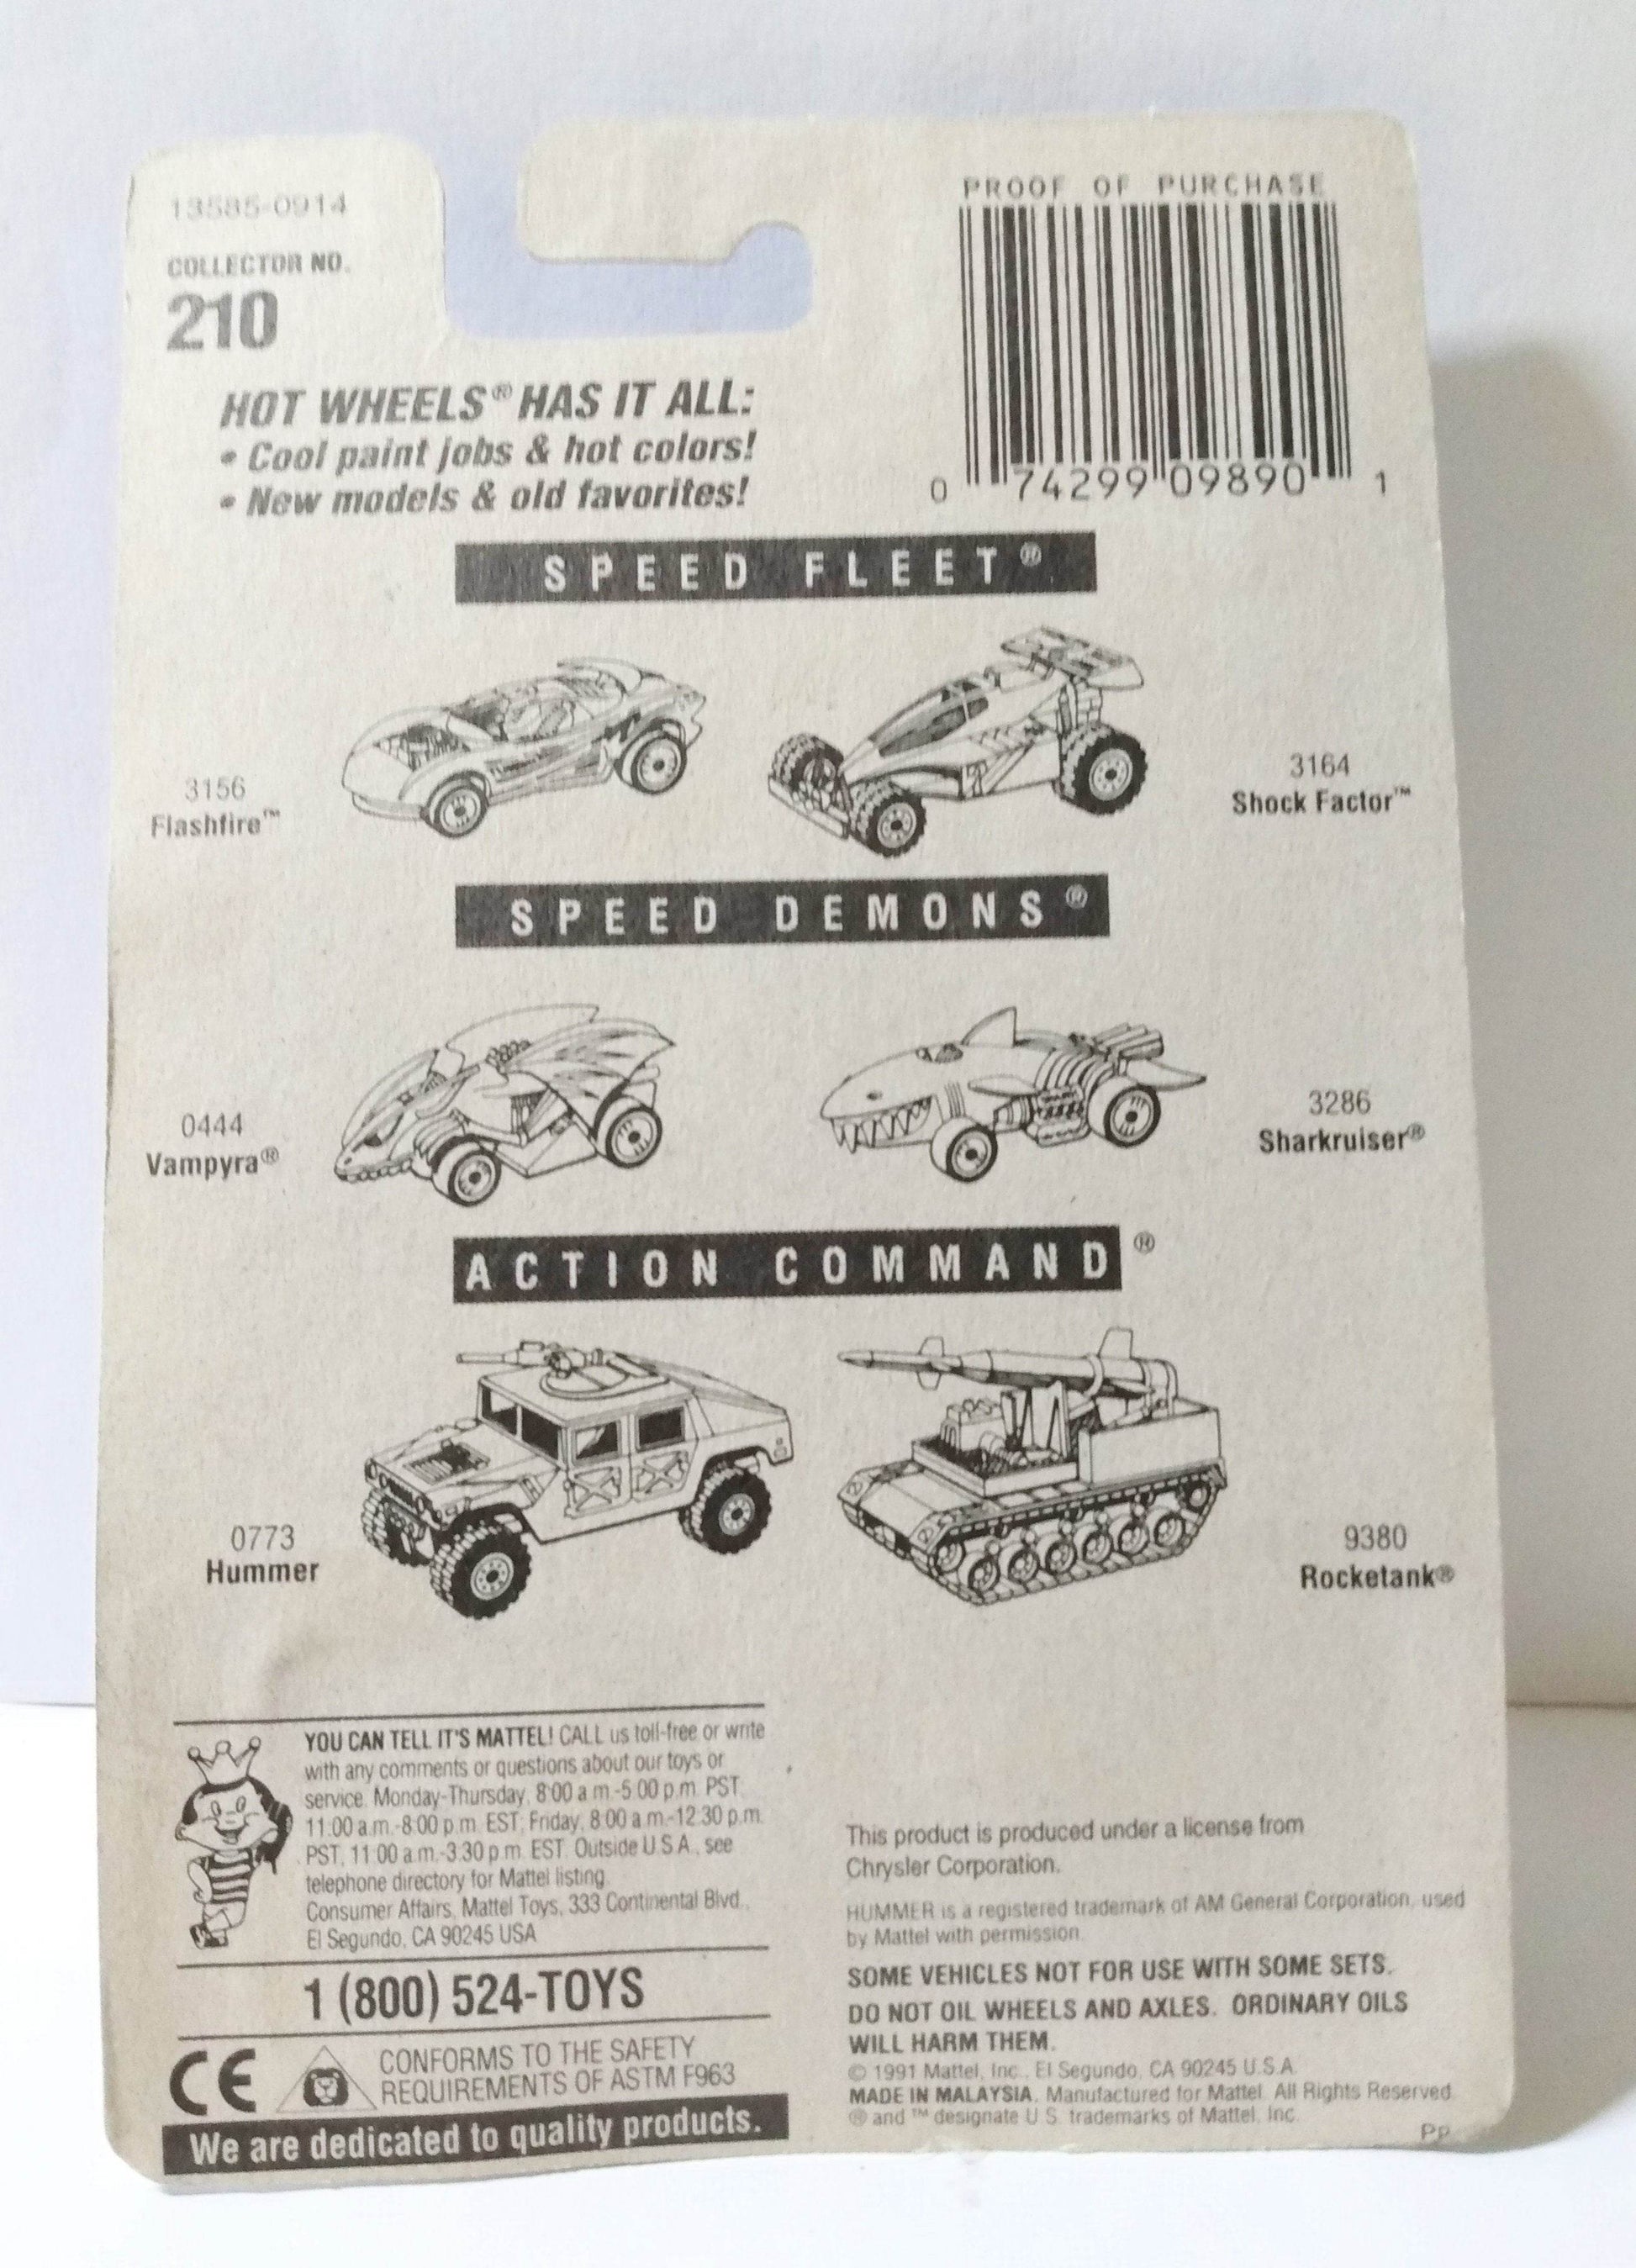 13585-0914
COLLECTOR NO.
210
PROOF OF PURCHASE
0 74299 09890 1
HOT WHEELS® HAS IT ALL:
• Cool paint jobs & hot colors!
• New models & old favorites!
SPEED FLEET®
3156
Flashfire™
3164
Shock Factor™
SPEED DEMONS®
0444
Vampyra®
3286
Sharkruiser®
ACTION COMMAND®
0773
Hummer
9380
Rocketank®
YOU CAN TELL IT'S MATTEL! CALL us toll-free or write
with any comments or questions about our toys or
service. Monday-Thursday, 8:00 a.m.-5:00 p.m. PST,
11:00 a.m.-8:00 p.m. EST; Friday, 8:00 a.m.-12:30 p.m.
PST, 11:00 a.m.-3:30 p.m. EST. Outside U.S.A., see
telephone directory for Mattel listing.
Consumer Affairs, Mattel Toys, 333 Continental Blvd.,
El Segundo, CA 90245 USA
1 (800) 524-TOYS
CE
CONFORMS TO THE SAFETY
REQUIREMENTS OF ASTM F963
We are dedicated to quality products.
This product is produced under a license from
Chrysler Corporation.
HUMMER is a registered trademark of AM General Corporation, used
by Mattel with permission.
SOME VEHICLES NOT FOR USE WITH SOME SETS.
DO NOT OIL WHEELS AND AXLES. ORDINARY OILS
WILL HARM THEM.
© 1991 Mattel, Inc., El Segundo, CA 90245 U.S.A.
MADE IN MALAYSIA. Manufactured for Mattel. All Rights Reserved.
® and ™ designate U.S. trademarks of Mattel, Inc.
Pp